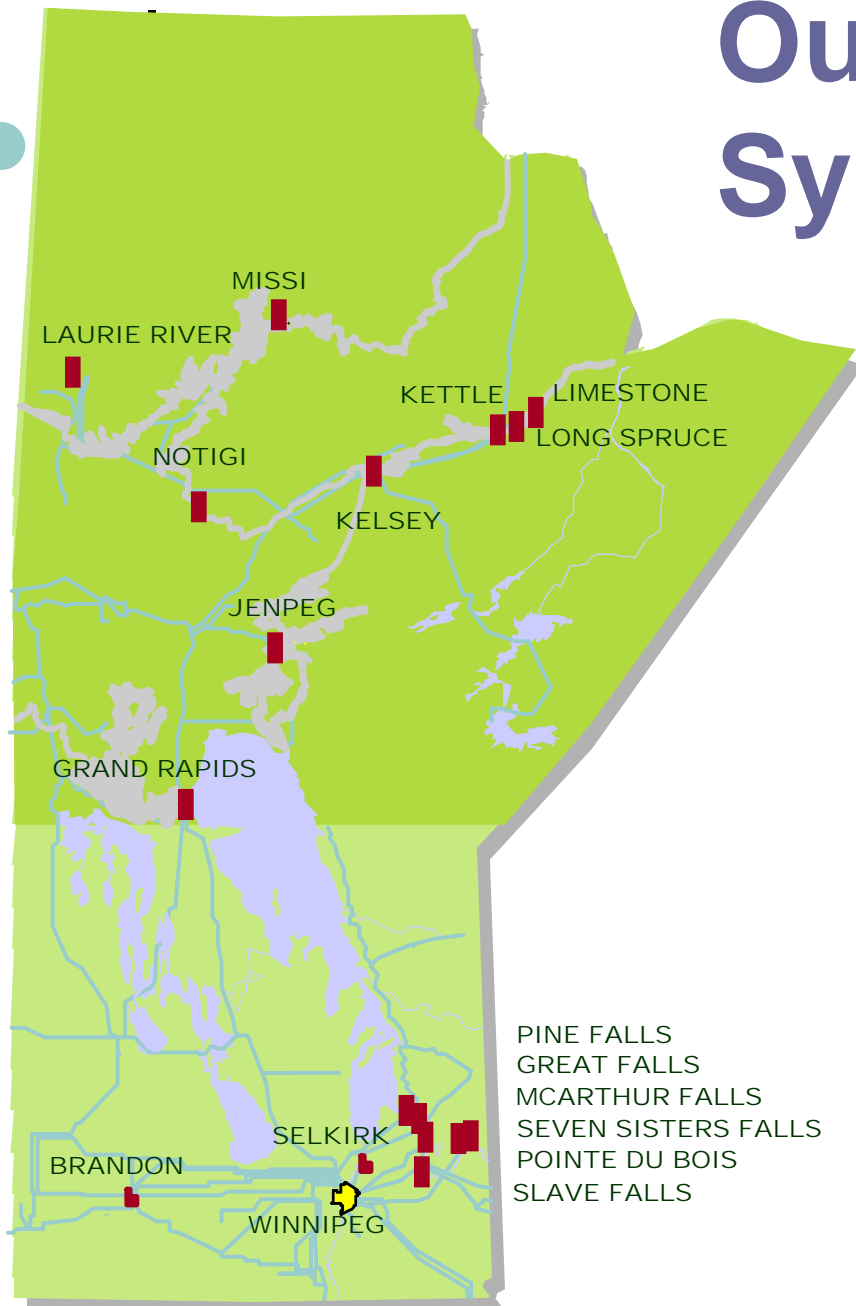 Ou
Sy
MISSI
LAURIE RIVER
KETTLE
LIMESTONE
LONG SPRUCE
NOTIGI
KELSEY
JENPEG
GRAND RAPIDS
PINE FALLS
GREAT FALLS
MCARTHUR FALLS
SEVEN SISTERS FALLS
POINTE DU BOIS
SLAVE FALLS
SELKIRK
BRANDON
WINNIPEG